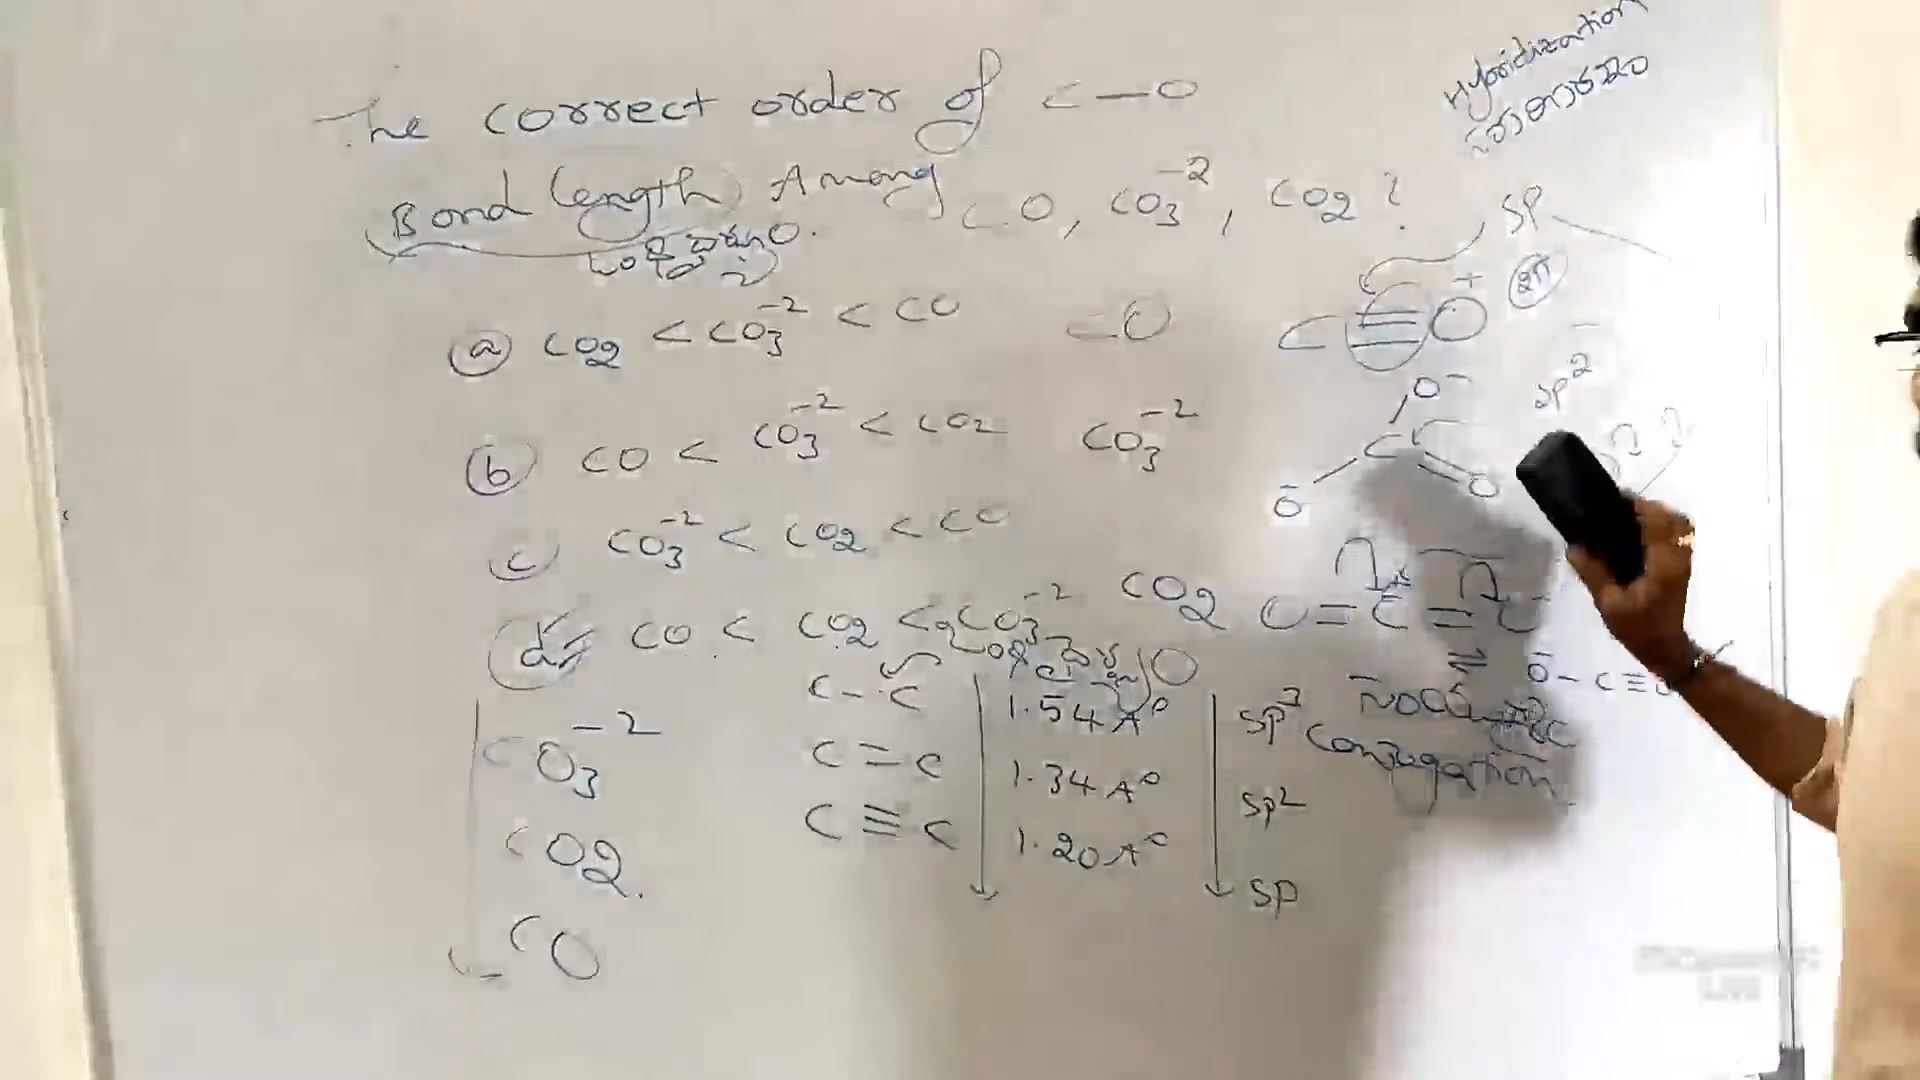 The correct order of C—O
Bond length Among CO, CO3^-2, CO2 ?
Hybridization
SP
(a) CO2 < CO3^-2 < CO
CO
C≡O
+
2π
(b) CO < CO3^-2 < CO2
CO3^-2
O-
C
O-
O
SP2
(c) CO3^-2 < CO2 < CO
(d) CO < CO2 < CO3^-2
CO2 O=C=O
⇌ O- – C≡O
conjugation
C-C 1.54 A° SP3
C=C 1.34 A° SP2
C≡C 1.20 A° SP
CO3^-2
CO2.
CO